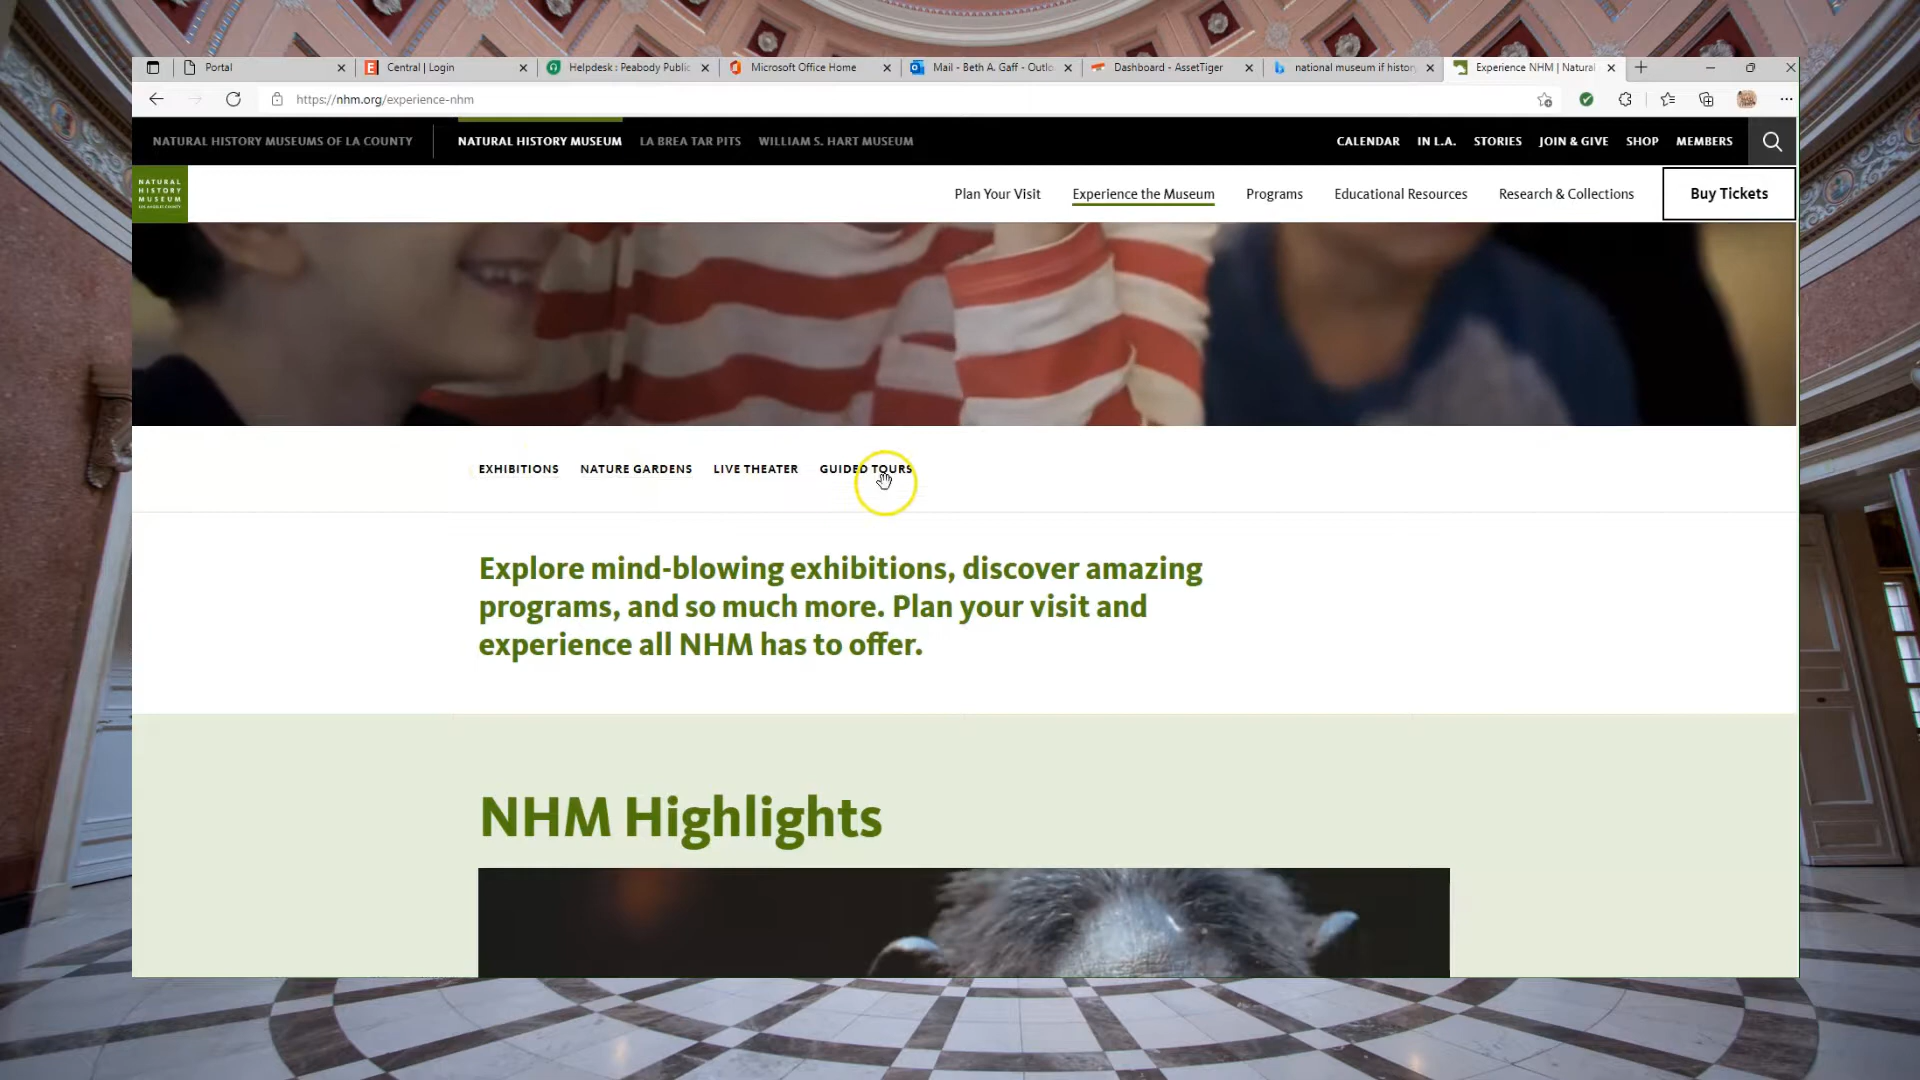 Portal
Central | Login
Helpdesk : Peabody Public
Microsoft Office Home
Mail - Beth A. Gaff - Outlo
Dashboard - AssetTiger
national museum if history
Experience NHM | Natural
https://nhm.org/experience-nhm
NATURAL HISTORY MUSEUMS OF LA COUNTY
NATURAL HISTORY MUSEUM
LA BREA TAR PITS
WILLIAM S. HART MUSEUM
CALENDAR
IN L.A.
STORIES
JOIN & GIVE
SHOP
MEMBERS
NATURAL
HISTORY
MUSEUM
LOS ANGELES COUNTY
Plan Your Visit
Experience the Museum
Programs
Educational Resources
Research & Collections
Buy Tickets
EXHIBITIONS
NATURE GARDENS
LIVE THEATER
GUIDED TOURS
Explore mind-blowing exhibitions, discover amazing
programs, and so much more. Plan your visit and
experience all NHM has to offer.
NHM Highlights